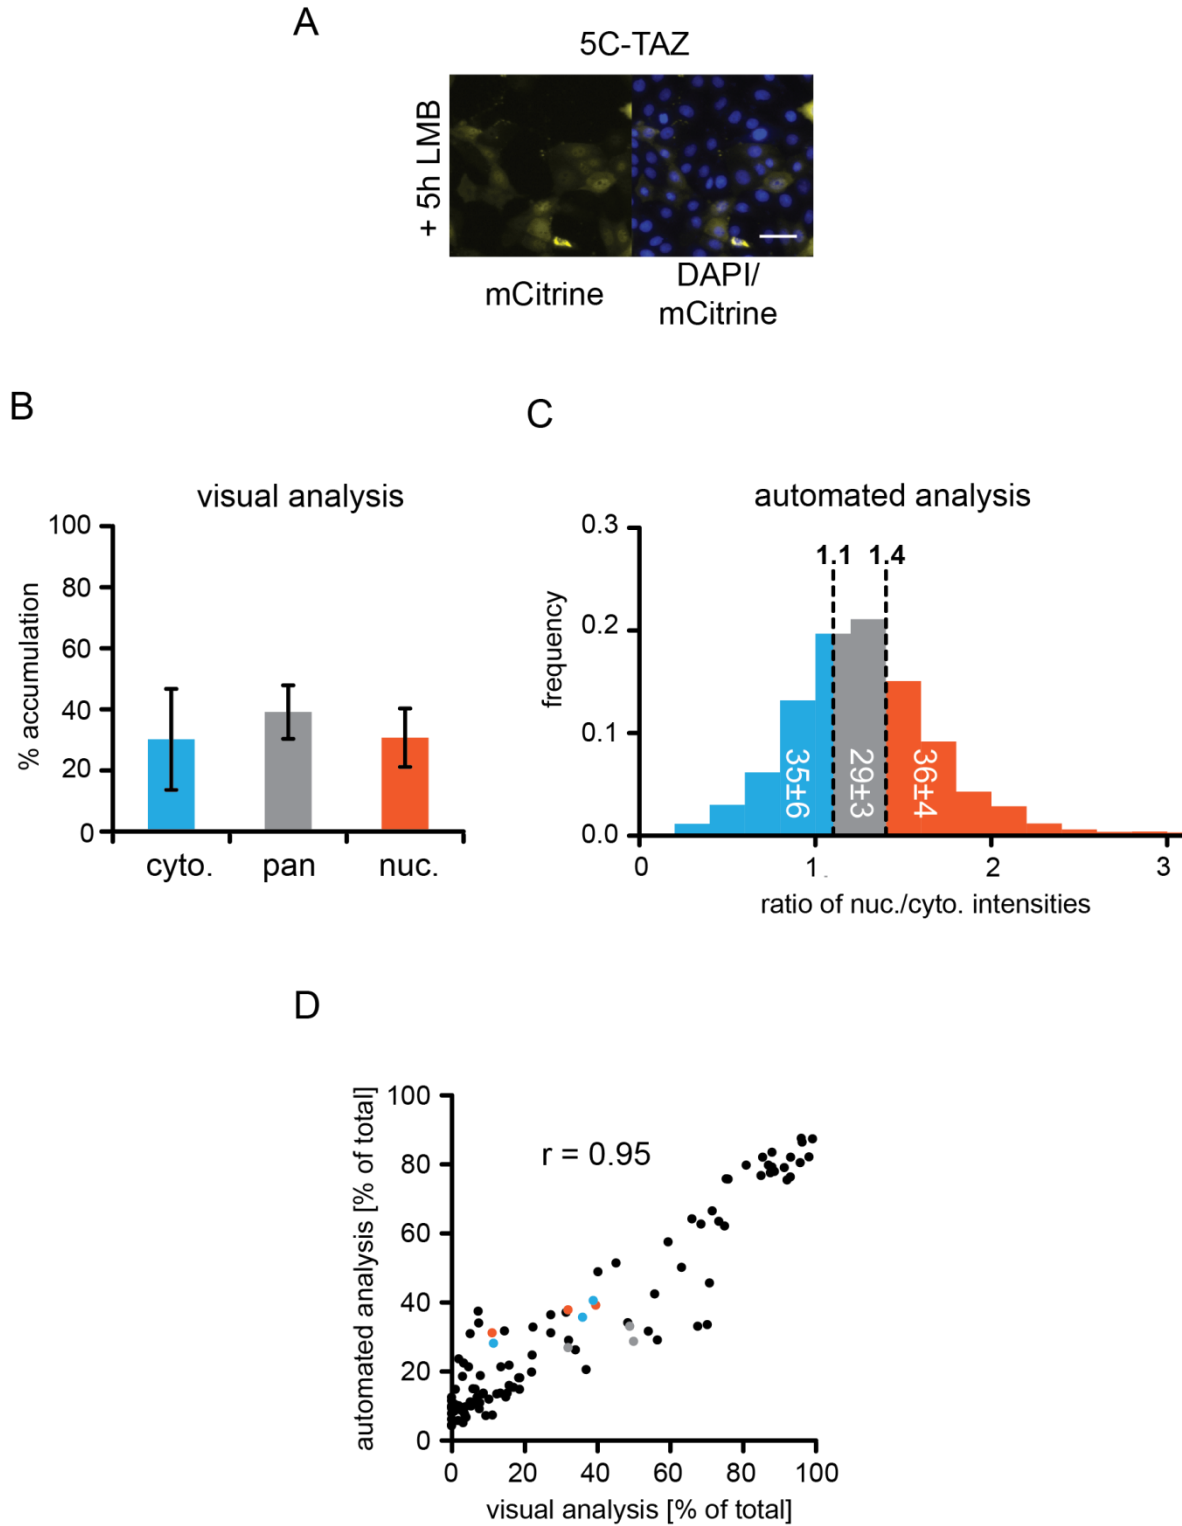 A
5C-TAZ
+ 5h LMB
mCitrine
DAPI/
mCitrine
B
visual analysis
% accumulation
100
80
60
40
20
0
cyto.
pan
nuc.
C
automated analysis
frequency
0.3
0.2
0.1
0.0
1.1
1.4
35±6
29±3
36±4
0
1
2
3
ratio of nuc./cyto. intensities
D
automated analysis [% of total]
100
80
60
40
20
0
r = 0.95
0
20
40
60
80
100
visual analysis [% of total]